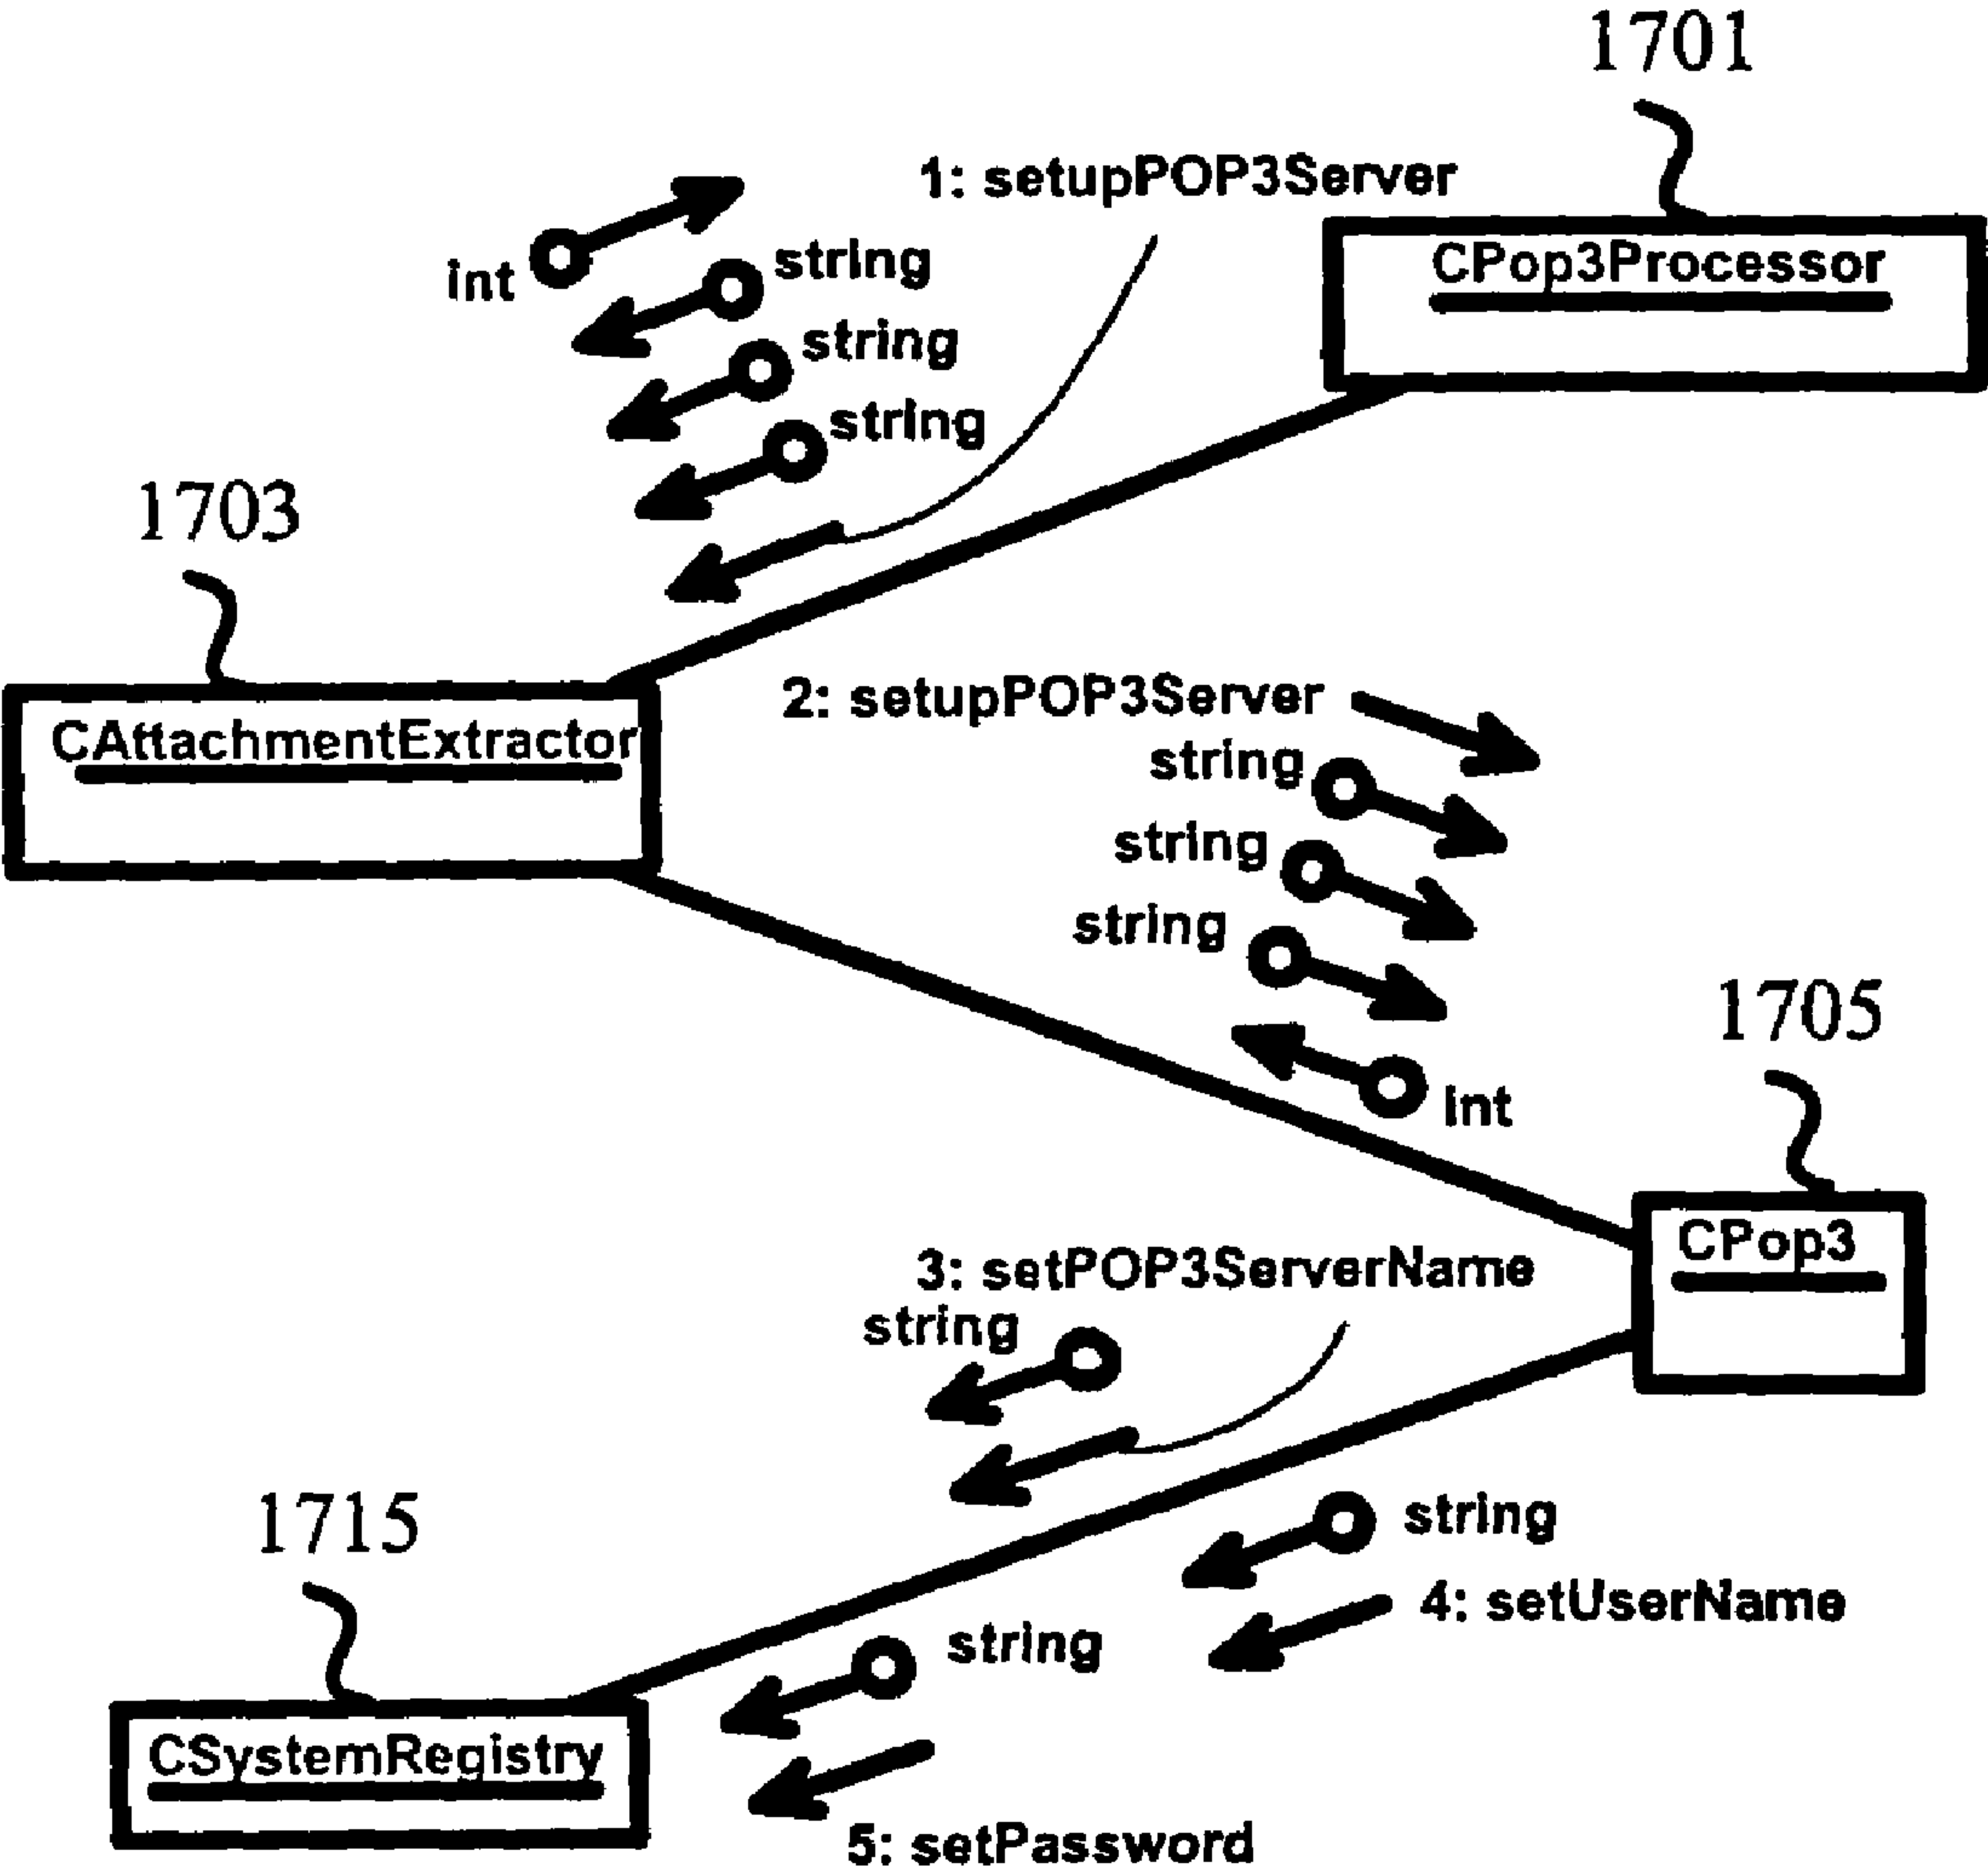 1701
1: setupPOP3Server
CPop3Processor
int
string
string
string
1703
CAttachmentExtractor
2: setupPOP3Server
string
string
string
int
1705
CPop3
3: setPOP3ServerName
string
1715
string
4: setUserName
string
CSystemRegistry
5: setPassword